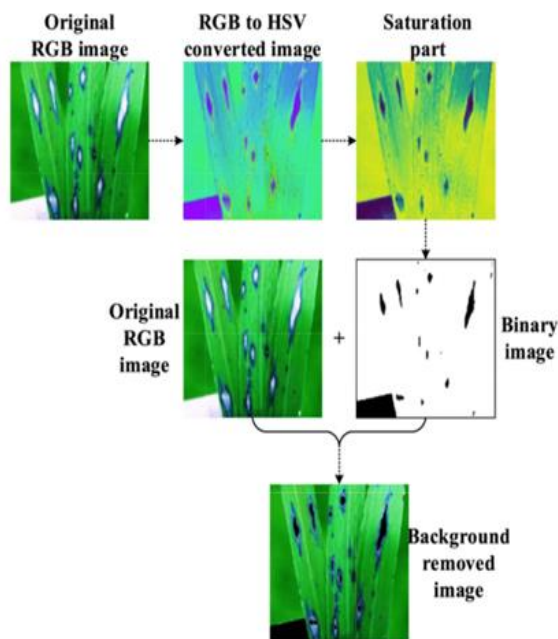 Original
RGB image
RGB to HSV
converted image
Saturation
part
Original
RGB
image
+
Binary
image
Background
removed
image